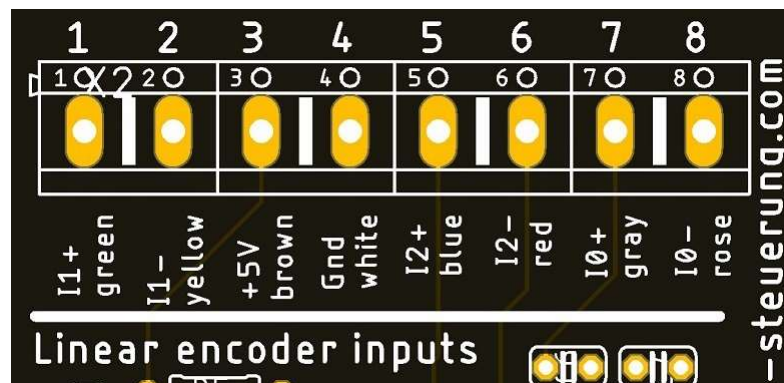 1 2 3 4 5 6 7 8
1 X2 2 3 4 5 6 7 8
I1+ green
I1- yellow
+5V brown
Gnd white
I2+ blue
I2- red
I0+ gray
I0- rose
-steuerung.com
Linear encoder inputs